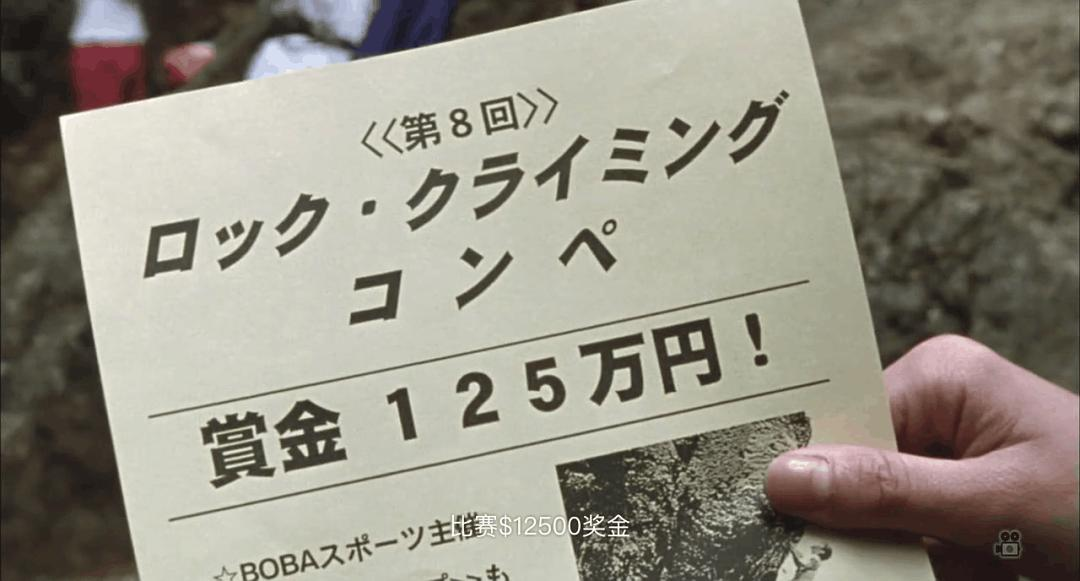 《第8回》
ロック・クライミング
コンペ
賞金 125万円！
☆BOBAスポーツ主催
比赛$12500奖金